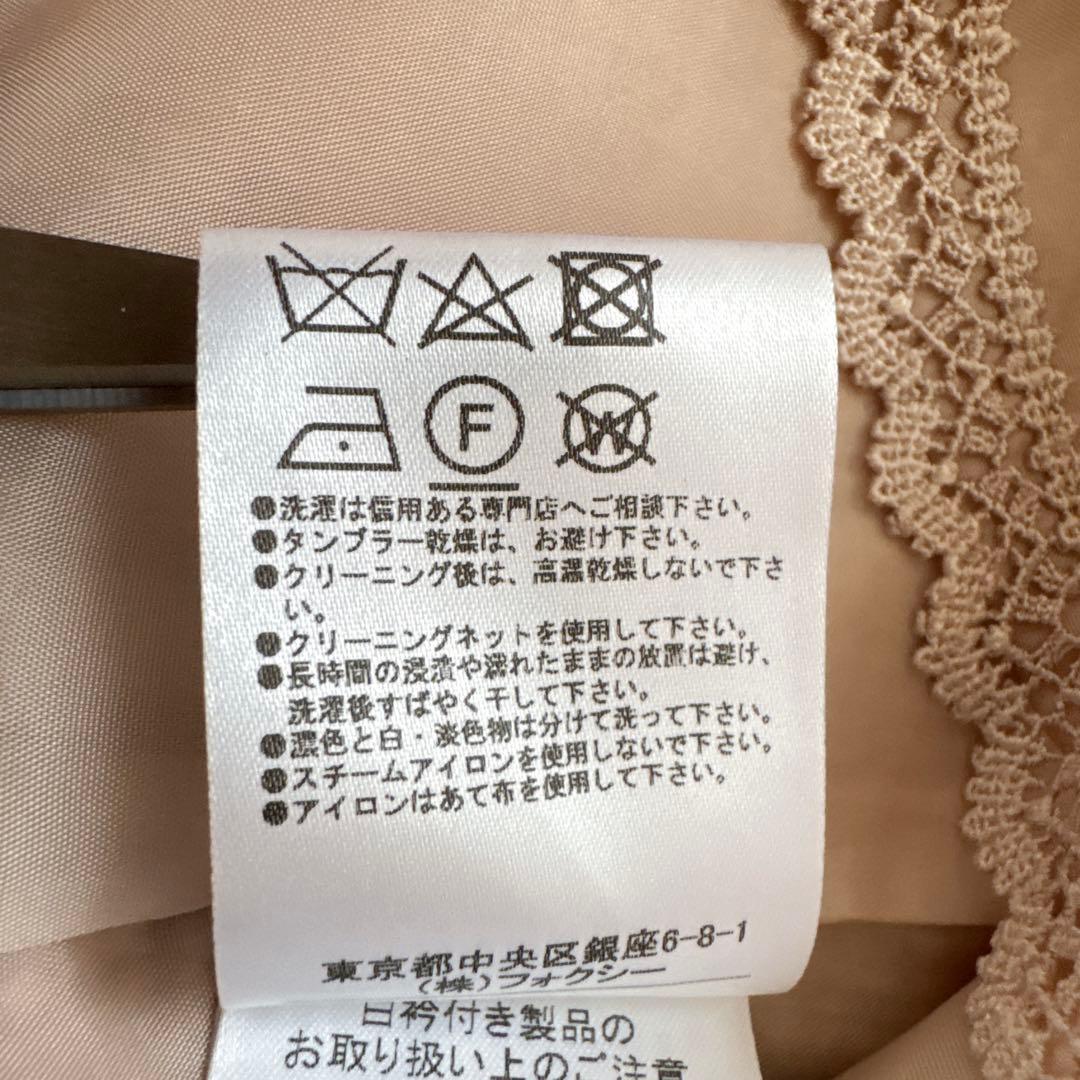 F W
●洗濯は信用ある専門店へご相談下さい。
●タンブラー乾燥は、お避け下さい。
●クリーニング後は、高温乾燥しないで下さ
い。
●クリーニングネットを使用して下さい。
●長時間の浸漬や濡れたままの放置は避け、
洗濯後すばやく干して下さい。
●濃色と白・淡色物は分けて洗って下さい。
●スチームアイロンを使用しないで下さい。
●アイロンはあて布を使用して下さい。
東京都中央区銀座6-8-1
(株)フォクシー
白衿付き製品の
お取り扱い上のご注意